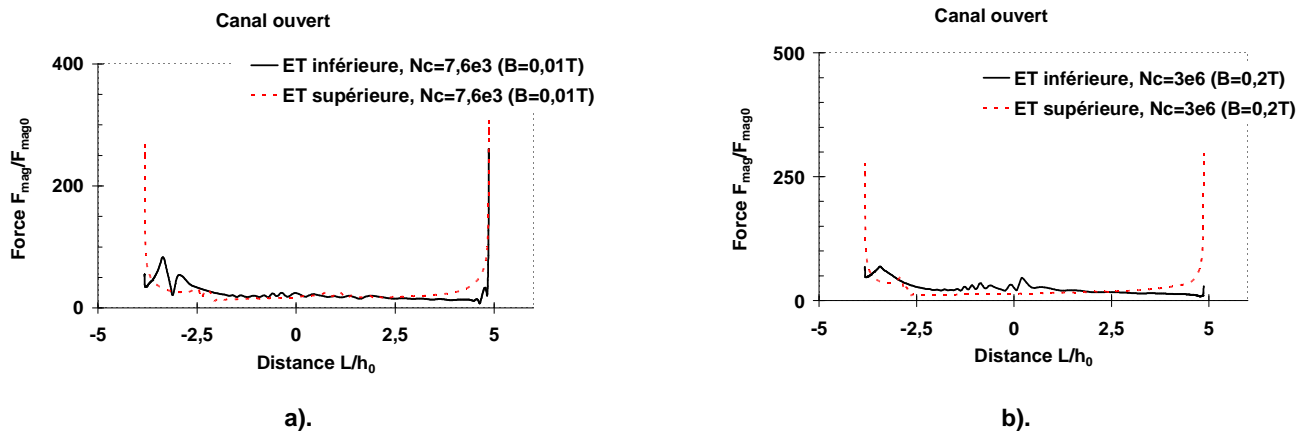 Canal ouvert
400
200
0
Force Fmag/Fmag0
ET inférieure, Nc=7,6e3 (B=0,01T)
ET supérieure, Nc=7,6e3 (B=0,01T)
-5
-2,5
0
2,5
5
Distance L/h0
a).
Canal ouvert
500
250
0
Force Fmag/Fmag0
ET inférieure, Nc=3e6 (B=0,2T)
ET supérieure, Nc=3e6 (B=0,2T)
-5
-2,5
0
2,5
5
Distance L/h0
b).